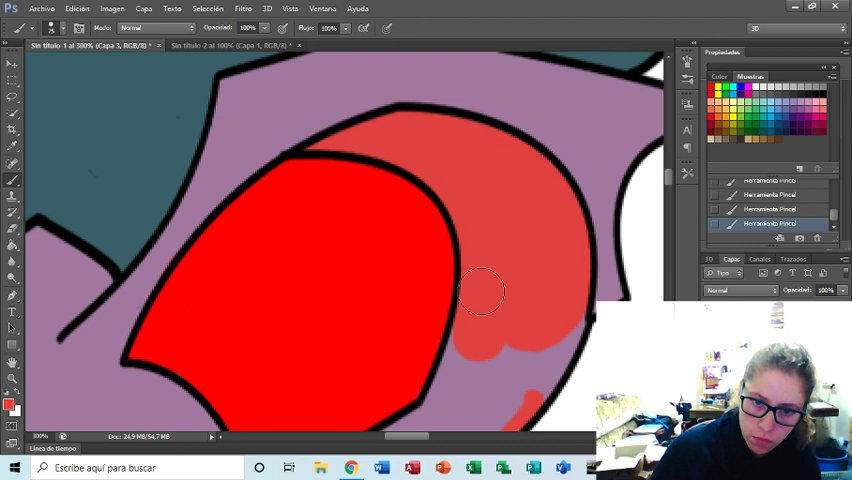 Ps Archivo Edición Imagen Capa Texto Selección Filtro 3D Vista Ventana Ayuda
25 Modo: Normal Opacidad: 100% Flujo: 100% 3D
Sin título-1 al 300% (Capa 3, RGB/8) * × Sin título-2 al 100% (Capa 1, RGB/8) * ×
Propiedades
Color Muestras
Herramienta Pincel
Herramienta Pincel
Herramienta Pincel
Herramienta Pincel
3D Capas Canales Trazados
Tipo
Normal Opacidad: 100%
300% Doc: 24,9 MB/54,7 MB
Línea de tiempo
Escribe aquí para buscar